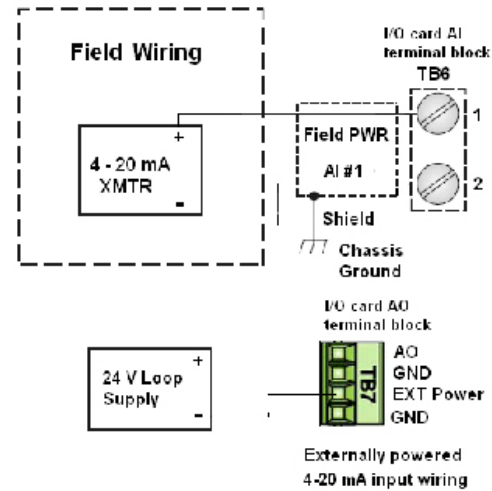 I/O card AI
terminal block
TB6
Field Wiring
+
1
Field PWR
4 - 20 mA
XMTR
AI #1
2
-
Shield
Chassis
Ground
I/O card AO
terminal block
+
24 V Loop
Supply
-
TB7
AO
GND
EXT Power
GND
Externally powered
4-20 mA input wiring